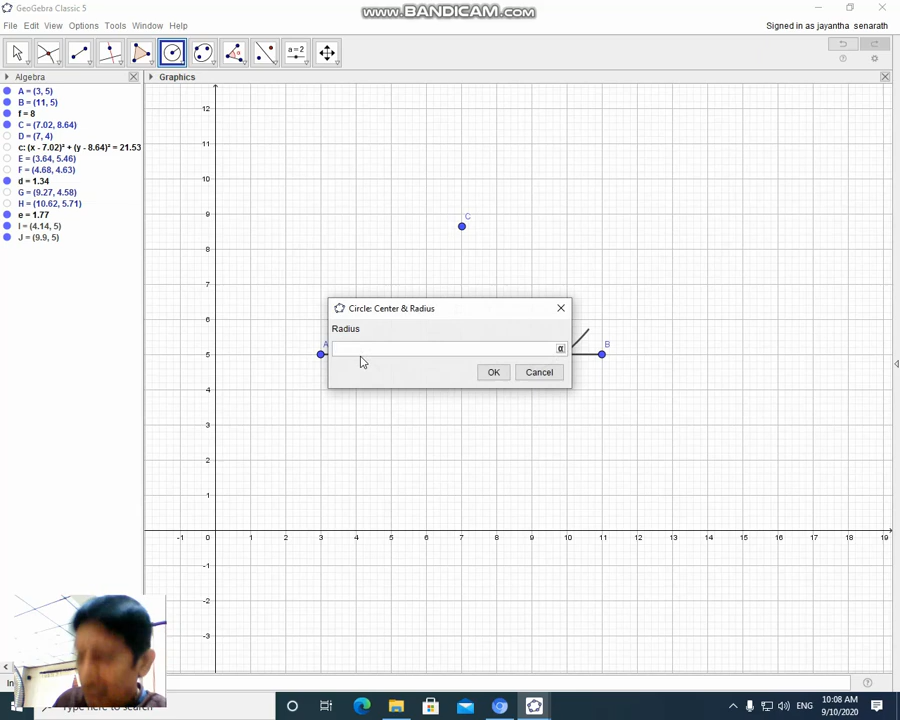 GeoGebra Classic 5
WWW.BANDICAM.COM
File Edit View Options Tools Window Help
Signed in as jayantha senarath
a = 2
Algebra
Graphics
A = (3, 5)
B = (11, 5)
f = 8
C = (7.02, 8.64)
D = (7, 4)
c: (x - 7.02)² + (y - 8.64)² = 21.53
E = (3.64, 5.46)
F = (4.68, 4.63)
d = 1.34
G = (9.27, 4.58)
H = (10.62, 5.71)
e = 1.77
I = (4.14, 5)
J = (9.9, 5)
12
11
10
9
8
7
6
5
4
3
2
1
-1 0 1 2 3 4 5 6 7 8 9 10 11 12 13 14 15 16 17 18 19
-1
-2
-3
C
A
B
Circle: Center & Radius
Radius
α
OK Cancel
10:08 AM
9/10/2020